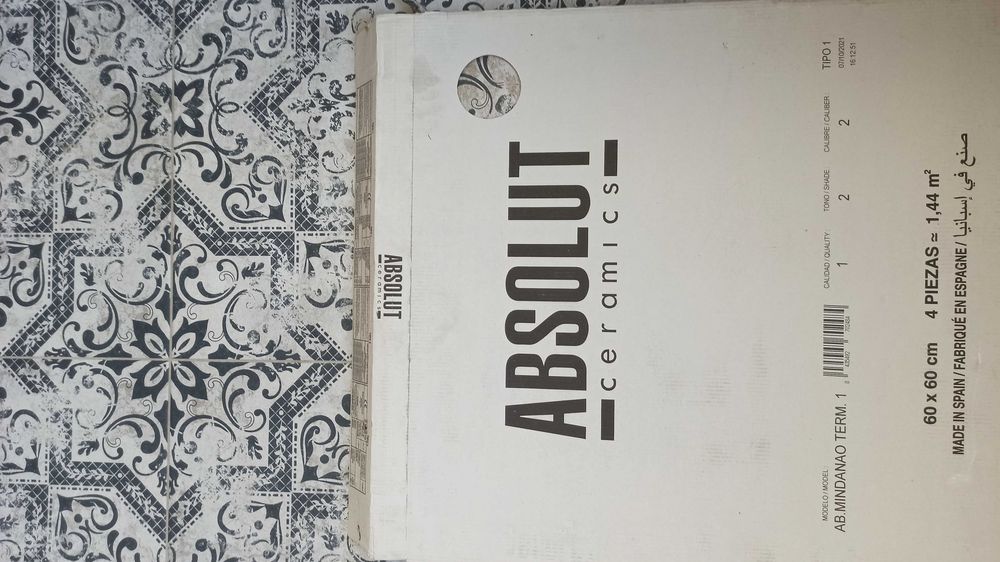 ABSOLUT
ceramics
ABSOLUT
ceramics
MODELO / MODEL:
AB.MINDANAO TERM. 1
CALIDAD / QUALITY:
1
TONO / SHADE:
2
CALIBRE / CALIBER:
2
TIPO 1
07/10/2021
16:12:51
60 x 60 cm 4 PIEZAS ≃ 1,44 m²
MADE IN SPAIN / FABRIQUÉ EN ESPAGNE / صنع في إسبانيا